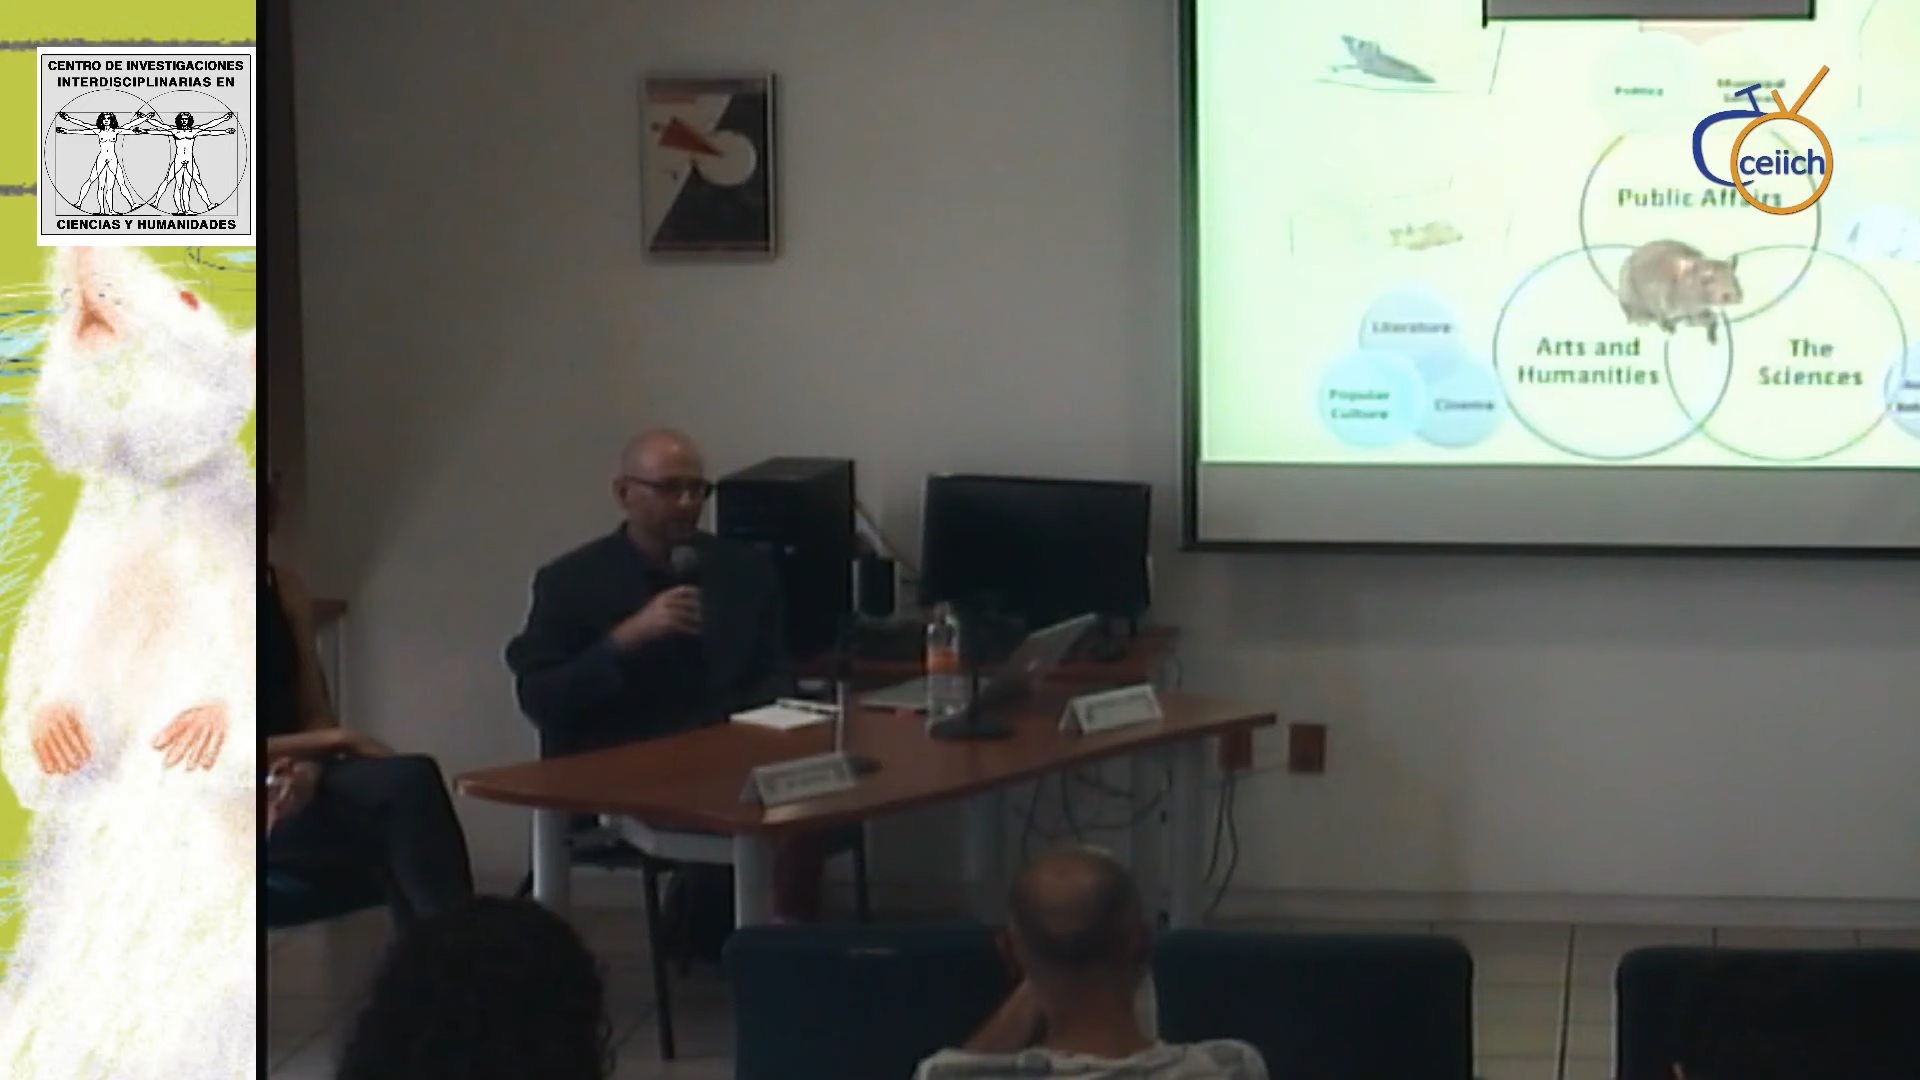 CENTRO DE INVESTIGACIONES
INTERDISCIPLINARIAS EN
CIENCIAS Y HUMANIDADES
ceiich
Politics
Public Affairs
Literature
Popular
Culture
Cinema
Arts and
Humanities
The
Sciences